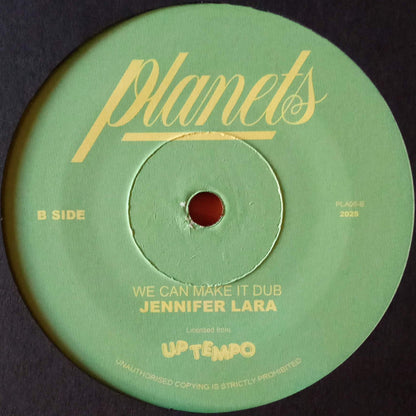 planets
B SIDE
PLA06-B
2025
WE CAN MAKE IT DUB
JENNIFER LARA
Licensed from
UP TEMPO
UNAUTHORISED COPYING IS STRICTLY PROHIBITED